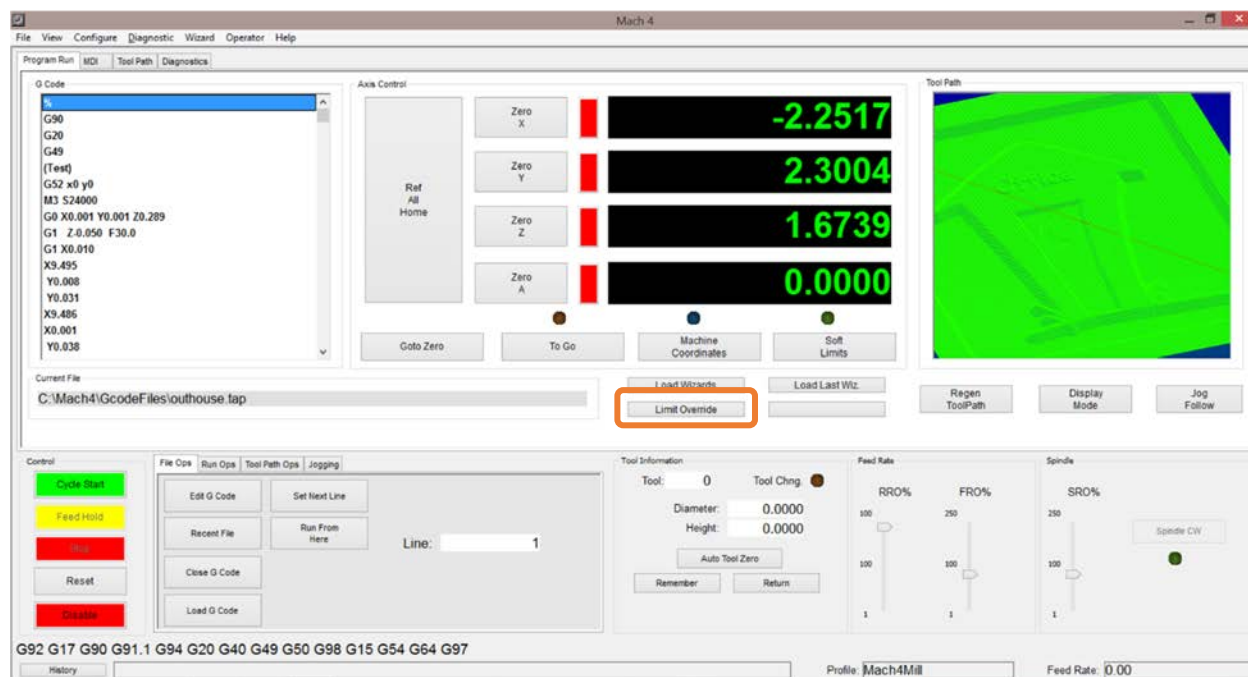 Mach 4
File View Configure Diagnostic Wizard Operator Help
Program Run MDI Tool Path Diagnostics
G Code
%
G90
G20
G49
(Test)
G52 x0 y0
M3 S24000
G0 X0.001 Y0.001 Z0.289
G1 Z-0.050 F30.0
G1 X0.010
X9.495
Y0.008
Y0.031
X9.486
X0.001
Y0.038
Axis Control
Ref
All
Home
Zero
X
-2.2517
Zero
Y
2.3004
Zero
Z
1.6739
Zero
A
0.0000
Goto Zero
To Go
Machine
Coordinates
Soft
Limits
Tool Path
Current File
C:\Mach4\GcodeFiles\outhouse.tap
Load Wizards
Load Last Wiz.
Limit Override
Regen
ToolPath
Display
Mode
Jog
Follow
Control
Cycle Start
Feed Hold
Stop
Reset
Disable
File Ops Run Ops Tool Path Ops Jogging
Edit G Code
Set Next Line
Recent File
Run From
Here
Close G Code
Load G Code
Line: 1
Tool Information
Tool: 0 Tool Chng.
Diameter: 0.0000
Height: 0.0000
Auto Tool Zero
Remember
Return
Feed Rate
RRO% FRO%
100 250
100 100
1 1
Spindle
SRO%
250
100
1
Spindle CW
G92 G17 G90 G91.1 G94 G20 G40 G49 G50 G98 G15 G54 G64 G97
History
Profile: Mach4Mill
Feed Rate: 0.00